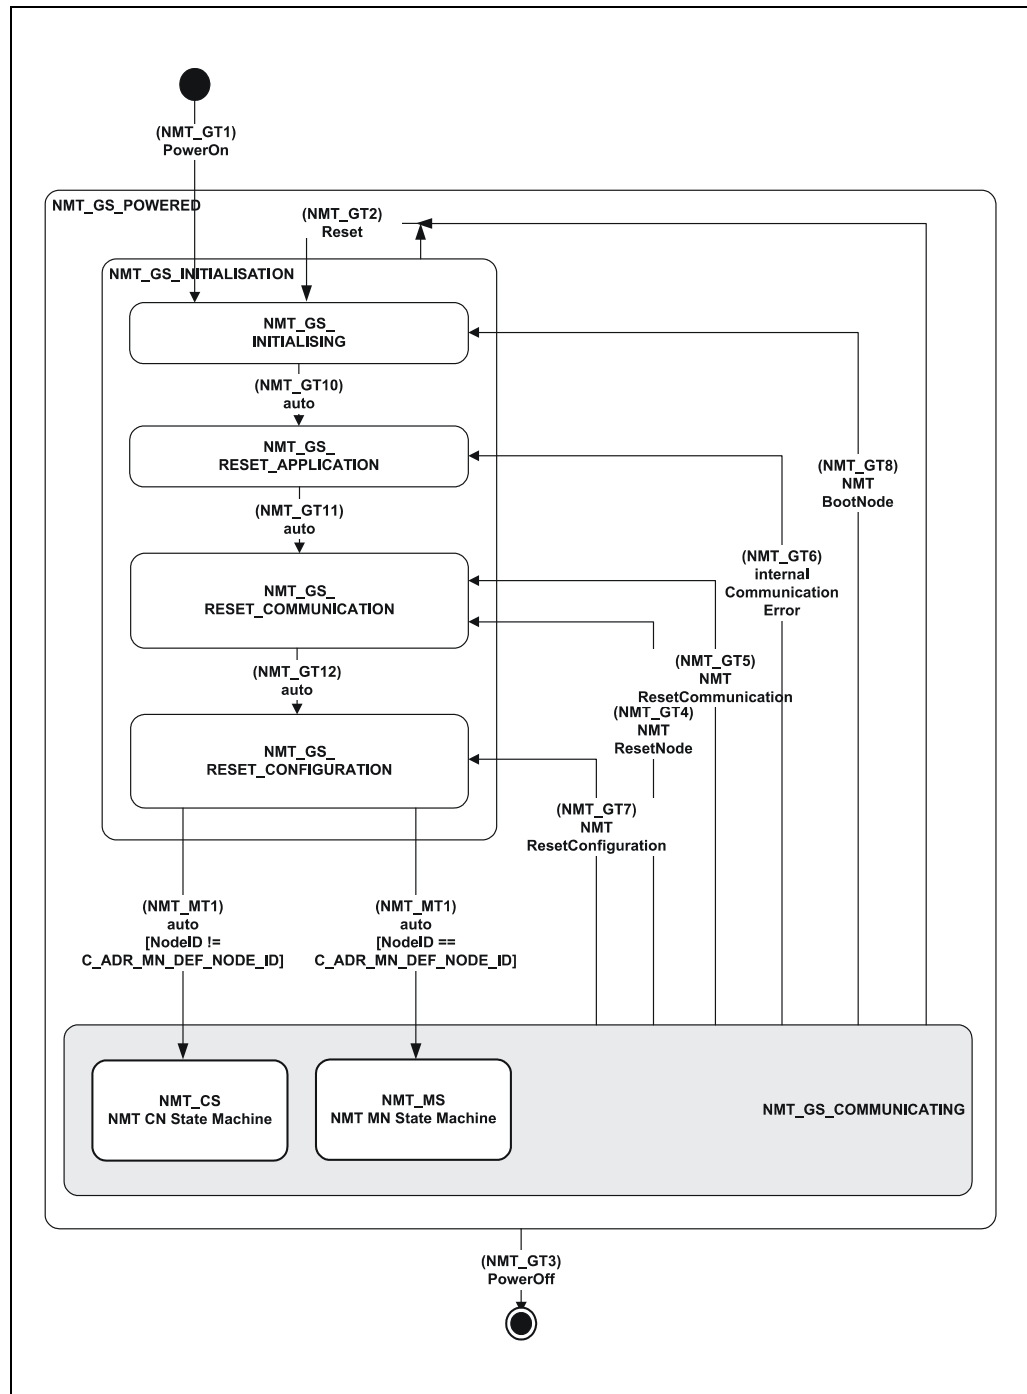 (NMT_GT1)
PowerOn
NMT_GS_POWERED
(NMT_GT2)
Reset
NMT_GS_INITIALISATION
NMT_GS_
INITIALISING
(NMT_GT10)
auto
NMT_GS_
RESET_APPLICATION
(NMT_GT8)
NMT
BootNode
(NMT_GT11)
auto
(NMT_GT6)
internal
Communication
Error
NMT_GS_
RESET_COMMUNICATION
(NMT_GT12)
auto
(NMT_GT5)
NMT
ResetCommunication
(NMT_GT4)
NMT
ResetNode
NMT_GS_
RESET_CONFIGURATION
(NMT_GT7)
NMT
ResetConfiguration
(NMT_MT1)
auto
[NodeID !=
C_ADR_MN_DEF_NODE_ID]
(NMT_MT1)
auto
[NodeID ==
C_ADR_MN_DEF_NODE_ID]
NMT_CS
NMT CN State Machine
NMT_MS
NMT MN State Machine
NMT_GS_COMMUNICATING
(NMT_GT3)
PowerOff